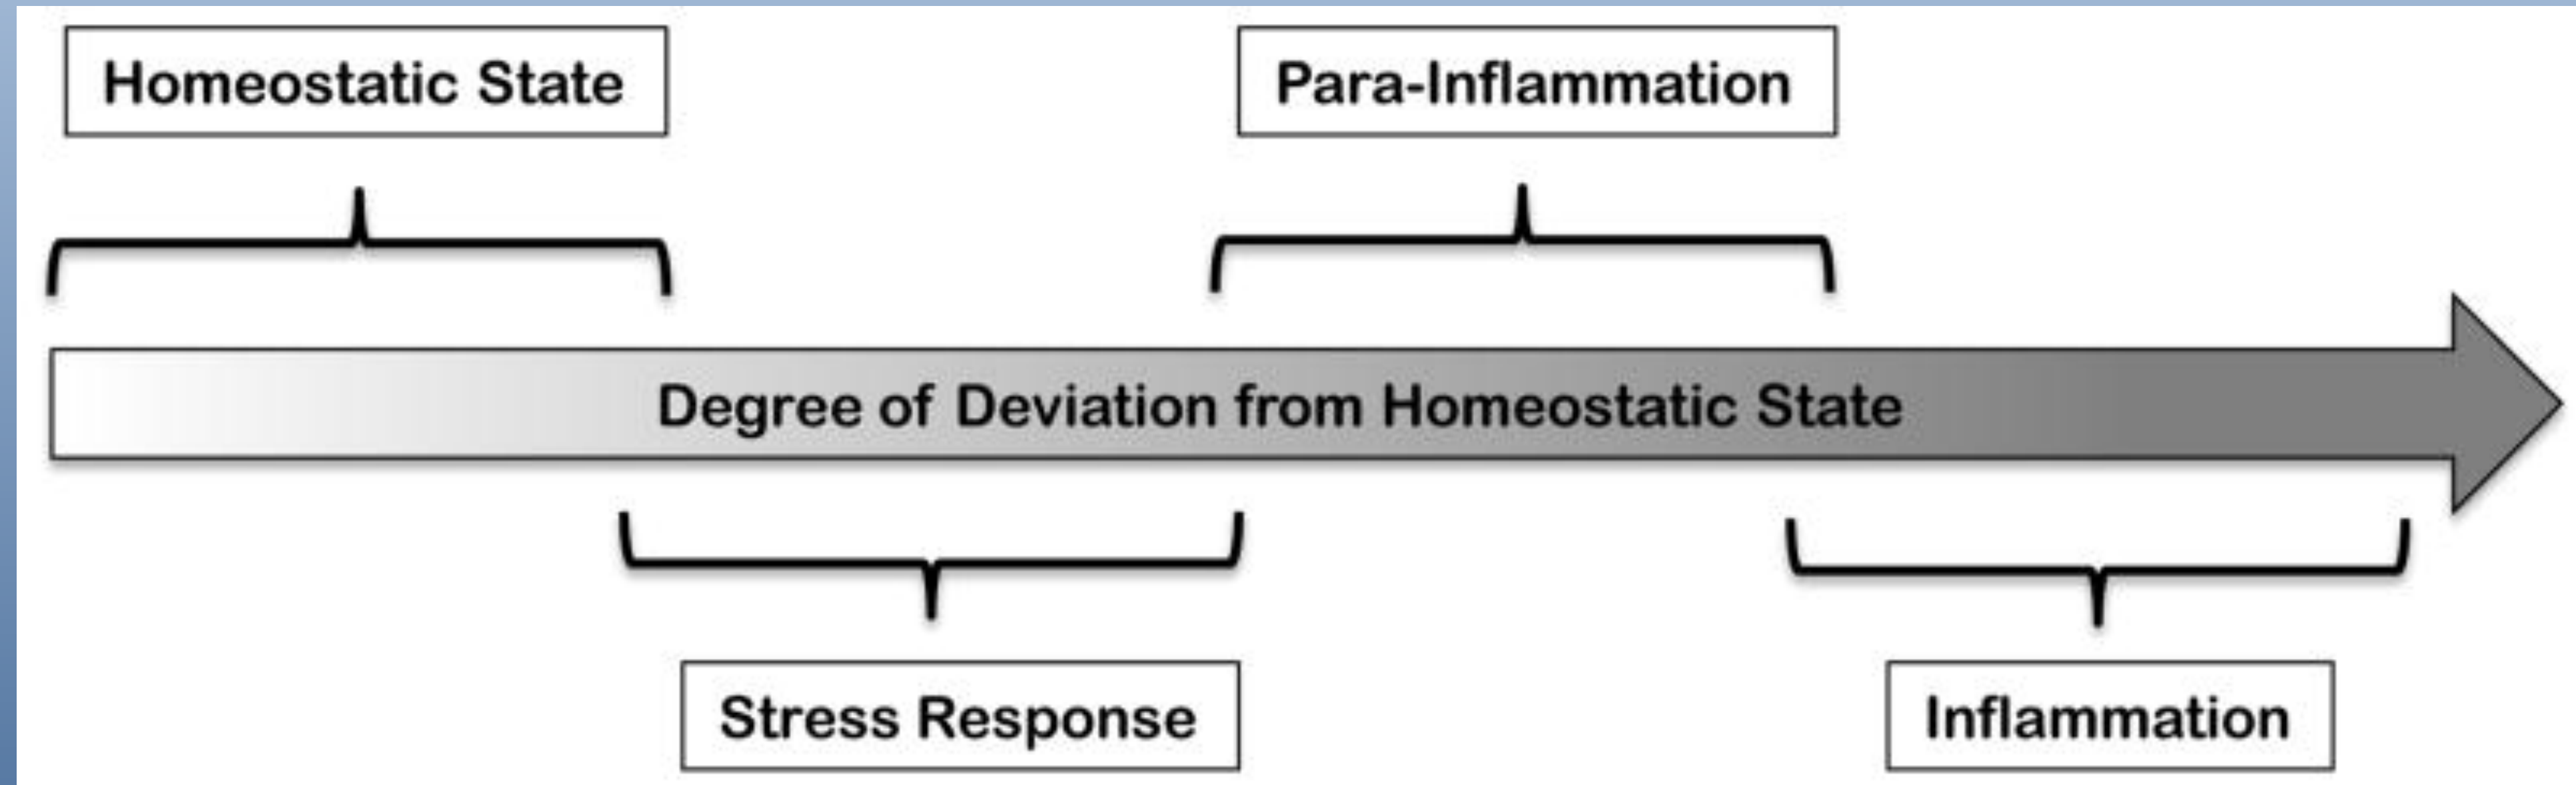 Homeostatic State
Para-Inflammation
Degree of Deviation from Homeostatic State
Stress Response
Inflammation